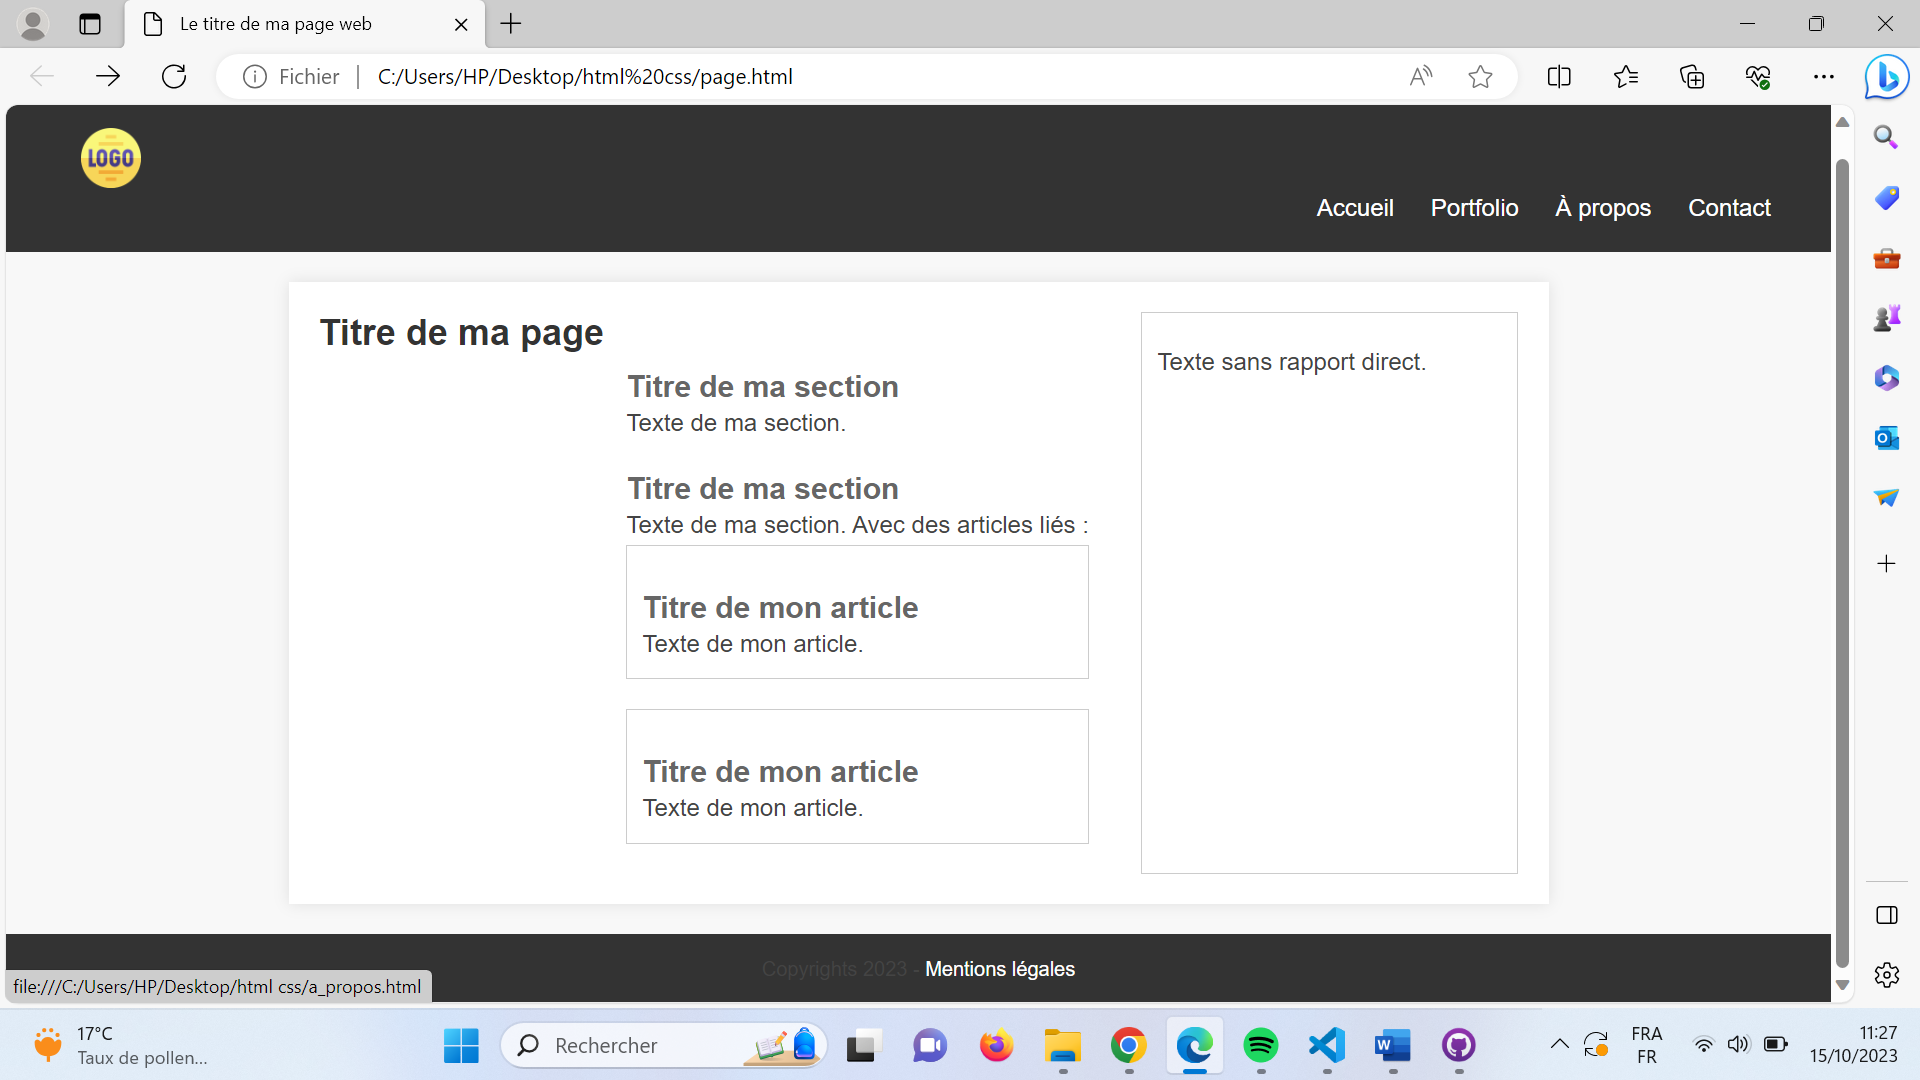 Le titre de ma page web
Fichier
C:/Users/HP/Desktop/html%20css/page.html
LOGO
Accueil
Portfolio
À propos
Contact
Titre de ma page
Titre de ma section
Texte de ma section.
Titre de ma section
Texte de ma section. Avec des articles liés :
Titre de mon article
Texte de mon article.
Titre de mon article
Texte de mon article.
Texte sans rapport direct.
Copyrights 2023 - Mentions légales
file:///C:/Users/HP/Desktop/html css/a_propos.html
17°C
Taux de pollen...
Rechercher
FRA
FR
11:27
15/10/2023